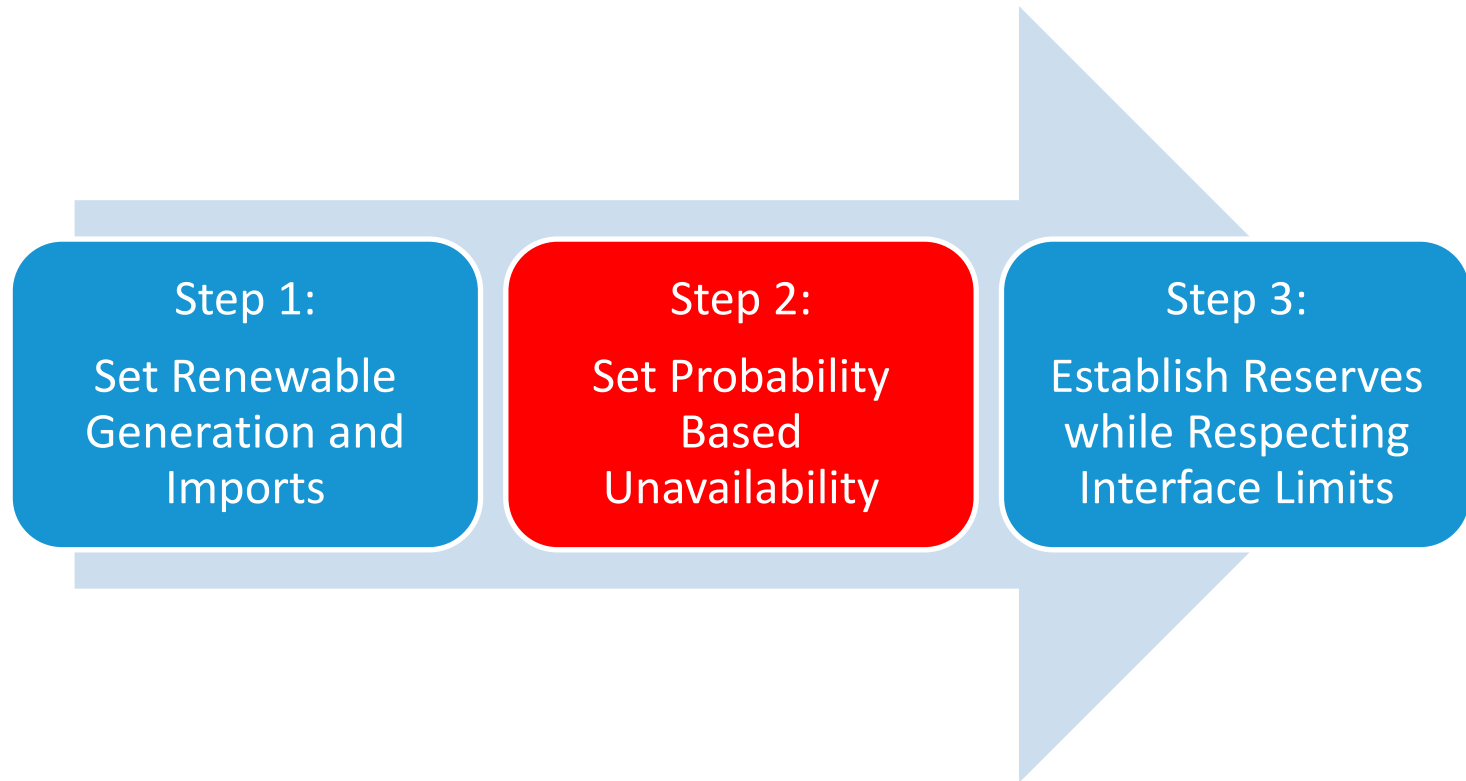 Step 1:
Set Renewable
Generation and
Imports
Step 2:
Set Probability
Based
Unavailability
Step 3:
Establish Reserves
while Respecting
Interface Limits